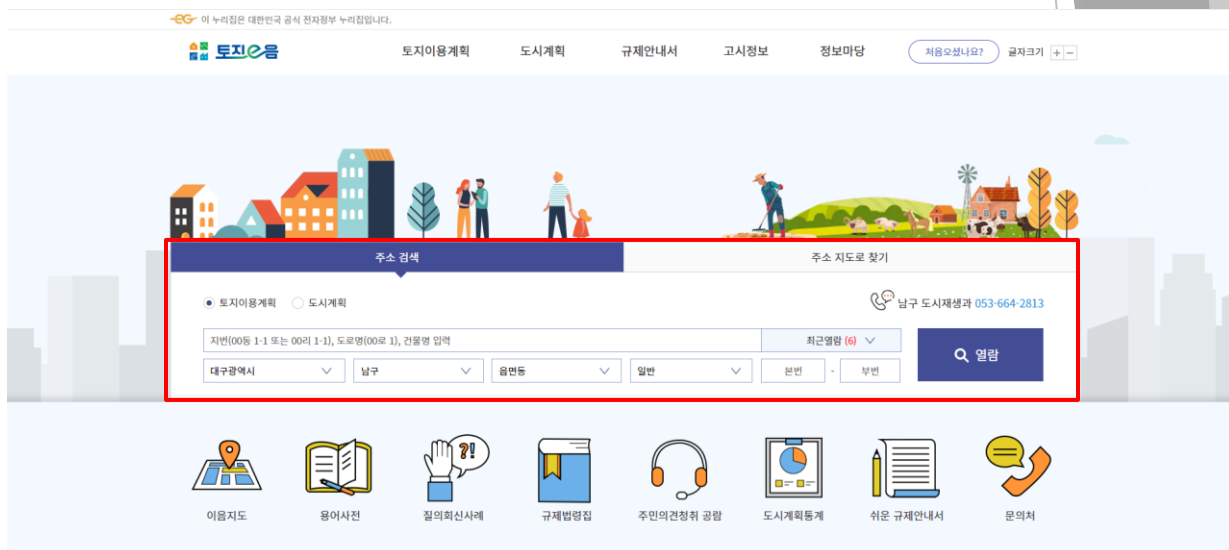 이 누리집은 대한민국 공식 전자정부 누리집입니다.
토지e음 토지이용계획 도시계획 규제안내서 고시정보 정보마당 처음오셨나요? 글자크기 + −
주소 검색 주소 지도로 찾기
토지이용계획 도시계획 남구 도시재생과 053-664-2813
지번(00동 1-1 또는 00리 1-1), 도로명(00로 1), 건물명 입력 최근열람 (6) 열람
대구광역시 남구 읍면동 일반 본번 - 부번
?!
이음지도 용어사전 질의회신사례 규제법령집 주민의견청취 공람 도시계획통계 쉬운 규제안내서 문의처